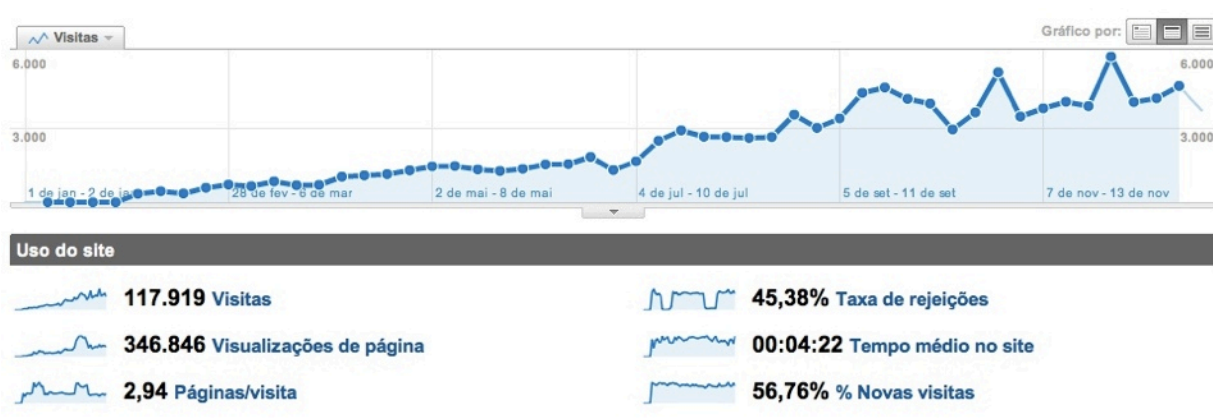 Visitas
Gráfico por:
6.000 6.000
3.000 3.000
1 de jan - 2 de 28 de fev - 6 de mar 2 de mai - 8 de mai 4 de jul - 10 de jul 5 de set - 11 de set 7 de nov - 13 de nov
Uso do site
117.919 Visitas
45,38% Taxa de rejeições
346.846 Visualizações de página
00:04:22 Tempo médio no site
2,94 Páginas/visita
56,76% % Novas visitas